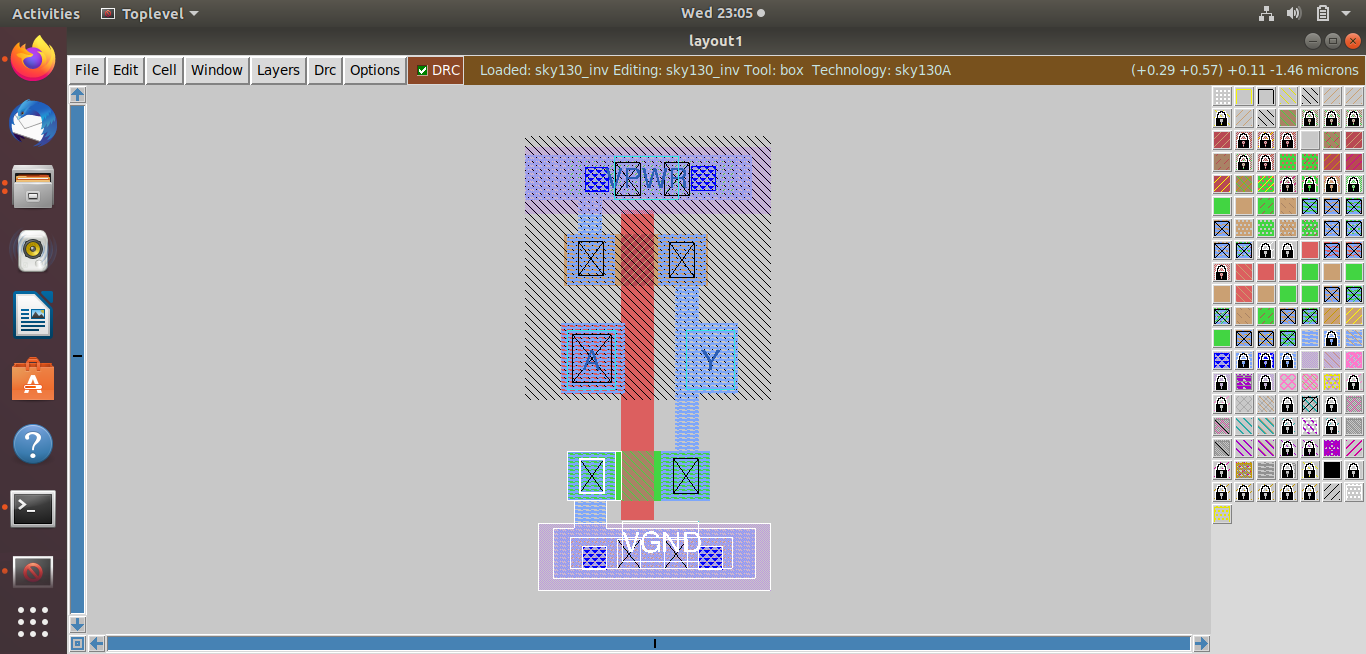 Activities Toplevel Wed 23:05
layout1
File Edit Cell Window Layers Drc Options DRC Loaded: sky130_inv Editing: sky130_inv Tool: box Technology: sky130A (+0.29 +0.57) +0.11 -1.46 microns
VPWR
A Y
VGND